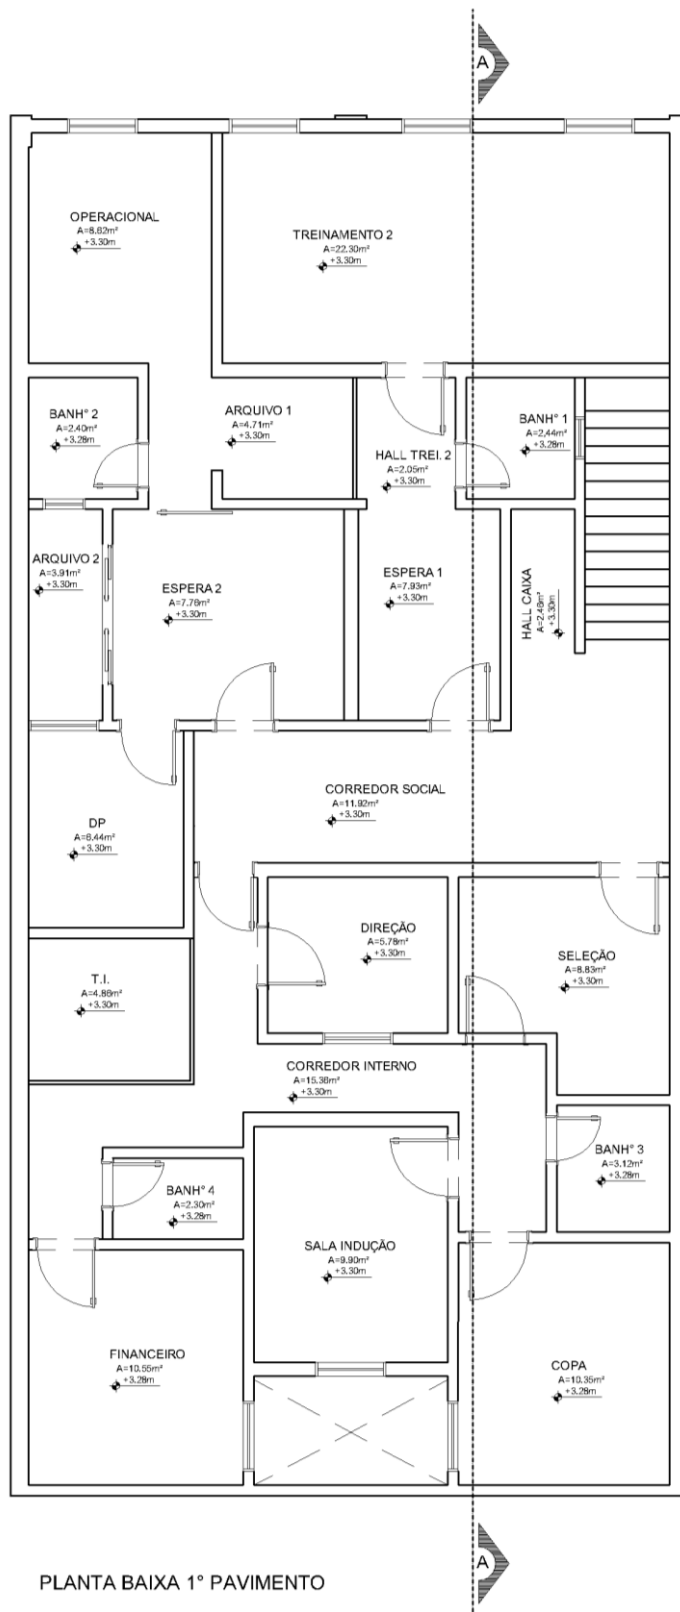 A
OPERACIONAL
A=8.62m²
+3.30m
TREINAMENTO 2
A=22.30m²
+3.30m
BANH° 2
A=2.40m²
+3.28m
ARQUIVO 1
A=4.71m²
+3.30m
HALL TREI. 2
A=2.05m²
+3.30m
BANH° 1
A=2.44m²
+3.28m
ARQUIVO 2
A=3.91m²
+3.30m
ESPERA 2
A=7.78m²
+3.30m
ESPERA 1
A=7.93m²
+3.30m
HALL CAIXA
A=2.46m²
+3.30m
CORREDOR SOCIAL
A=11.92m²
+3.30m
DP
A=6.44m²
+3.30m
DIREÇÃO
A=5.78m²
+3.30m
SELEÇÃO
A=8.83m²
+3.30m
T.I.
A=4.86m²
+3.30m
CORREDOR INTERNO
A=15.36m²
+3.30m
BANH° 3
A=3.12m²
+3.28m
BANH° 4
A=2.30m²
+3.28m
SALA INDUÇÃO
A=9.90m²
+3.30m
FINANCEIRO
A=10.55m²
+3.28m
COPA
A=10.35m²
+3.28m
A
PLANTA BAIXA 1° PAVIMENTO